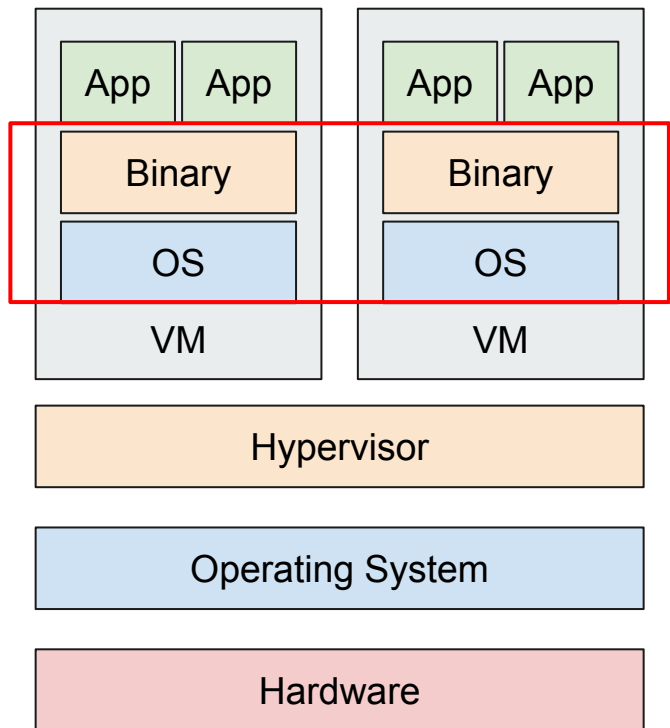 App App App App
Binary Binary
OS OS
VM VM
Hypervisor
Operating System
Hardware